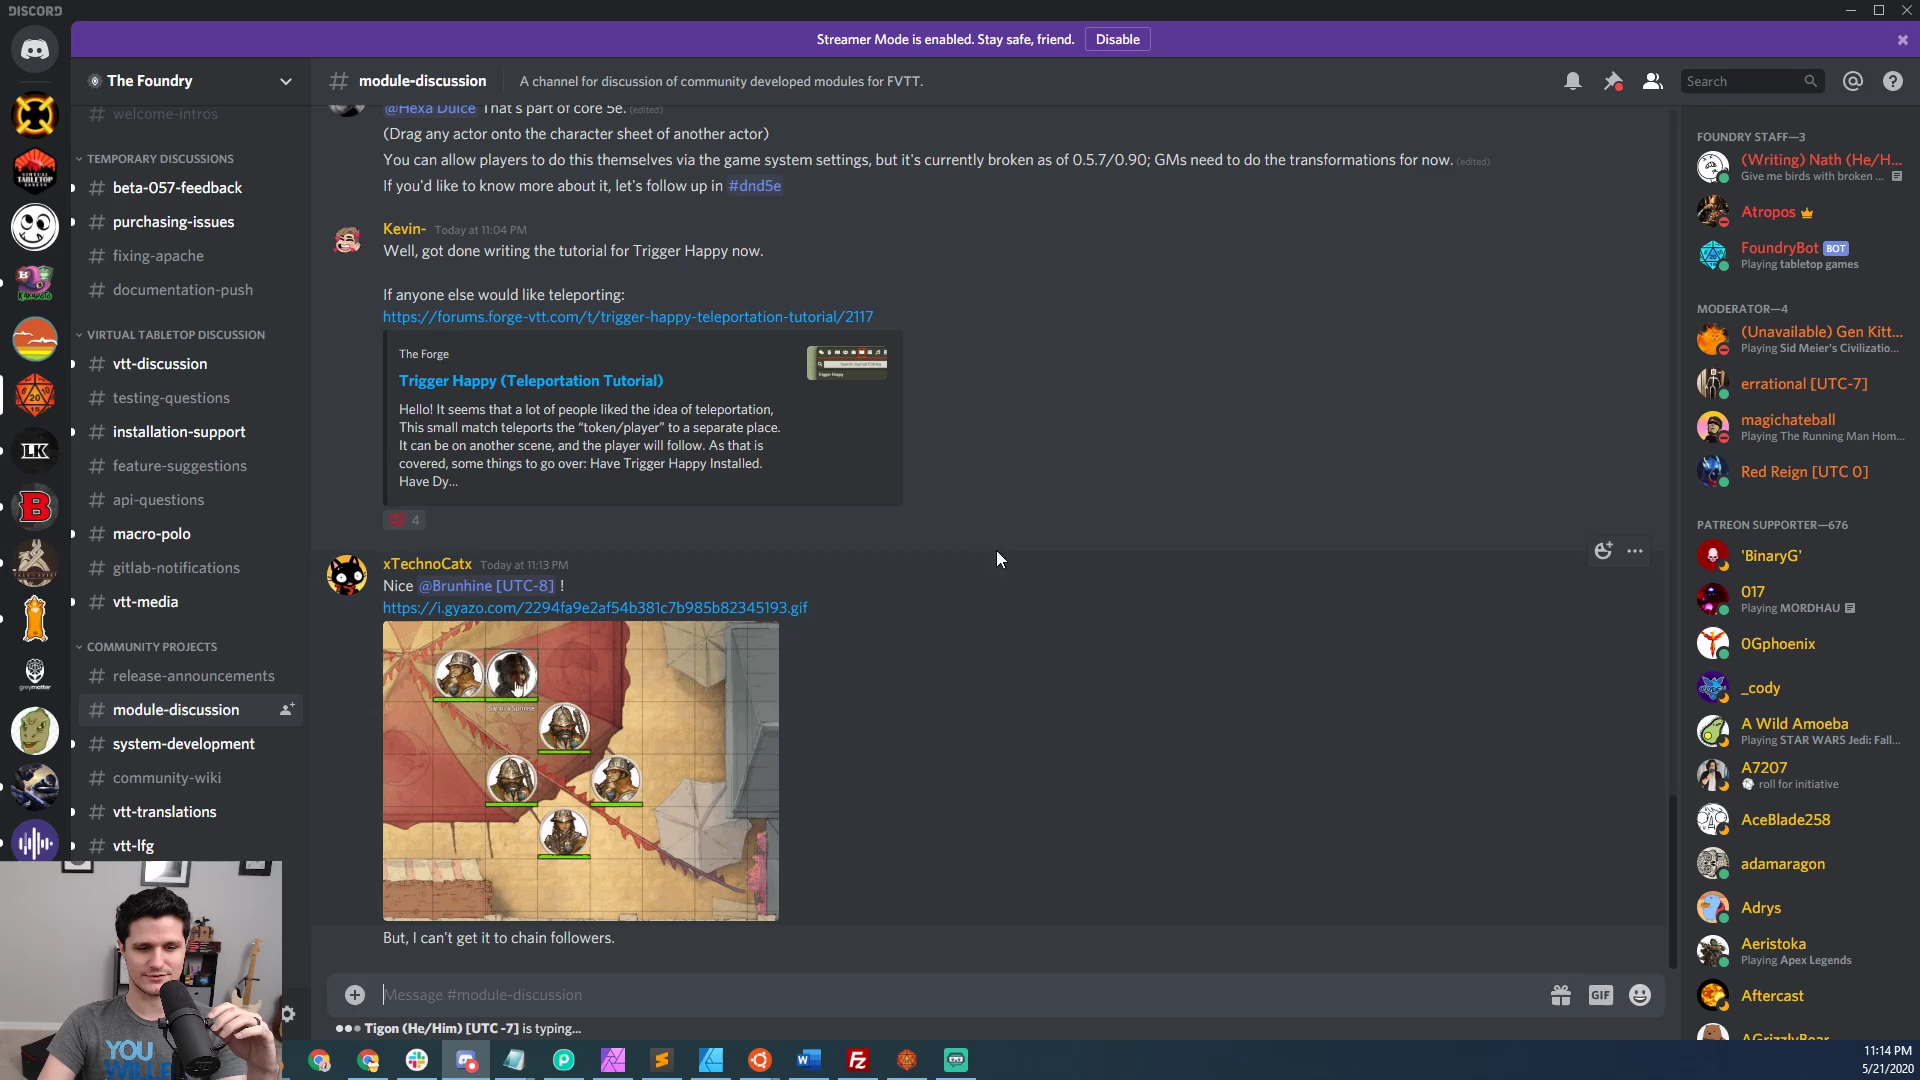 DISCORD
Streamer Mode is enabled. Stay safe, friend.
Disable
The Foundry
module-discussion
A channel for discussion of community developed modules for FVTT.
Search
welcome-intros
TEMPORARY DISCUSSIONS
beta-057-feedback
purchasing-issues
fixing-apache
documentation-push
VIRTUAL TABLETOP DISCUSSION
vtt-discussion
testing-questions
installation-support
feature-suggestions
api-questions
macro-polo
gitlab-notifications
vtt-media
COMMUNITY PROJECTS
release-announcements
module-discussion
system-development
community-wiki
vtt-translations
vtt-lfg
@Hexa Dulce That's part of core 5e. (edited)
(Drag any actor onto the character sheet of another actor)
You can allow players to do this themselves via the game system settings, but it's currently broken as of 0.5.7/0.90; GMs need to do the transformations for now. (edited)
If you'd like to know more about it, let's follow up in #dnd5e
Kevin- Today at 11:04 PM
Well, got done writing the tutorial for Trigger Happy now.
If anyone else would like teleporting:
https://forums.forge-vtt.com/t/trigger-happy-teleportation-tutorial/2117
The Forge
Trigger Happy (Teleportation Tutorial)
Hello! It seems that a lot of people liked the idea of teleportation,
This small match teleports the “token/player” to a separate place.
It can be on another scene, and the player will follow. As that is
covered, some things to go over: Have Trigger Happy Installed.
Have Dy...
4
xTechnoCatx Today at 11:13 PM
Nice @Brunhine [UTC-8] !
https://i.gyazo.com/2294fa9e2af54b381c7b985b82345193.gif
But, I can't get it to chain followers.
Message #module-discussion
GIF
Tigon (He/Him) [UTC -7] is typing...
FOUNDRY STAFF—3
(Writing) Nath (He/H...
Give me birds with broken ...
Atropos
FoundryBot BOT
Playing tabletop games
MODERATOR—4
(Unavailable) Gen Kitt...
Playing Sid Meier's Civilizatio...
errational [UTC-7]
magichateball
Playing The Running Man Hom...
Red Reign [UTC 0]
PATREON SUPPORTER—676
'BinaryG'
017
Playing MORDHAU
0Gphoenix
_cody
A Wild Amoeba
Playing STAR WARS Jedi: Fall...
A7207
roll for initiative
AceBlade258
adamaragon
Adrys
Aeristoka
Playing Apex Legends
Aftercast
AGrizzlyBear
LK
B
greymatter
YOU
WILL
11:14 PM
5/21/2020